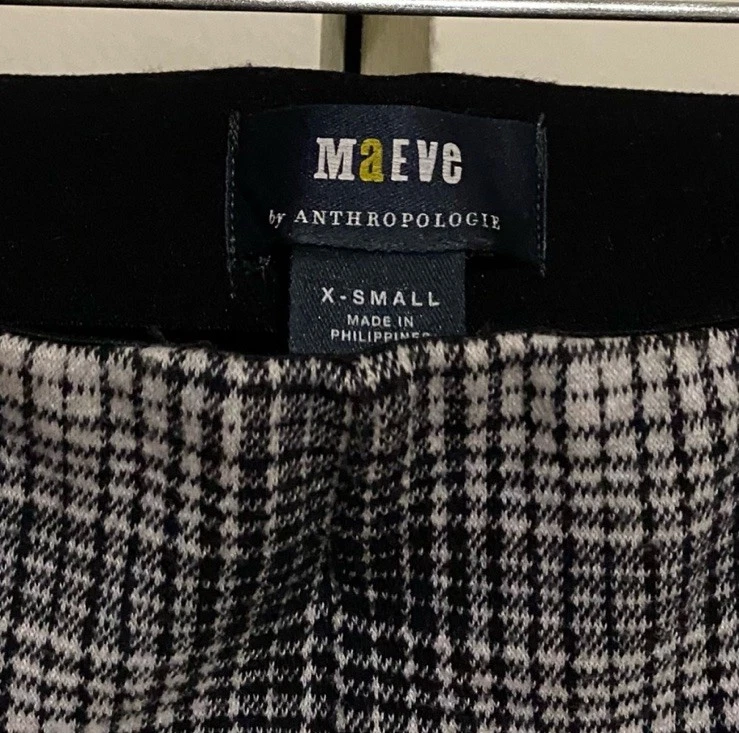 MaEVe
by ANTHROPOLOGIE
X-SMALL
MADE IN
PHILIPPINES